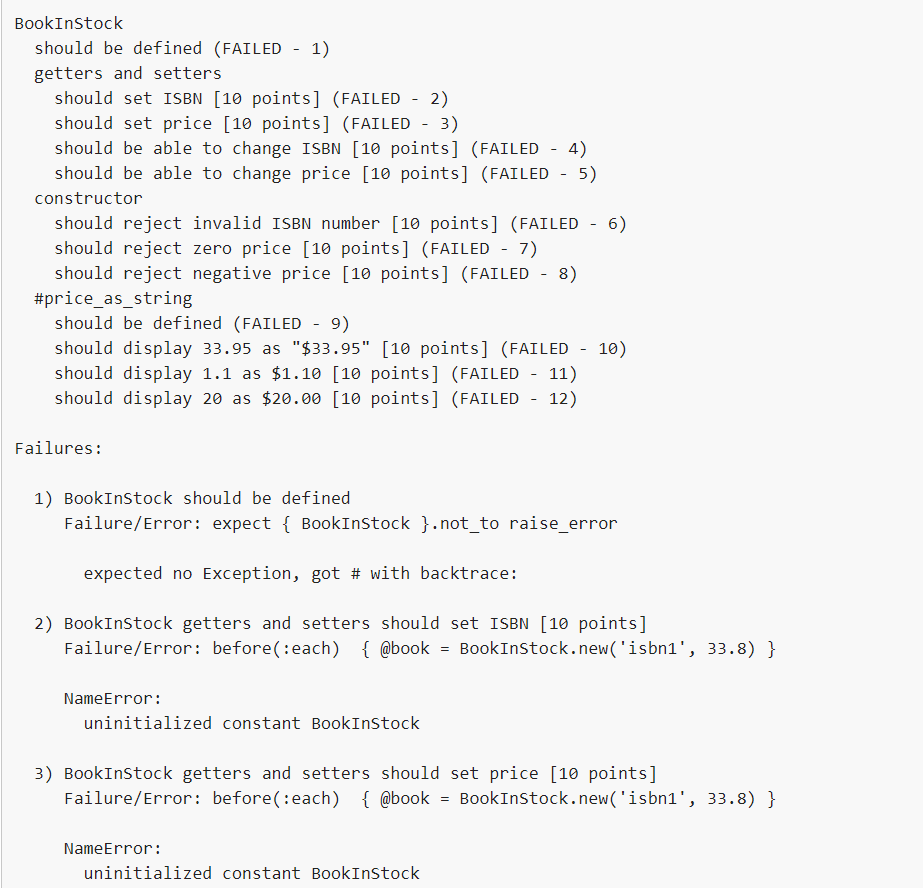 BookInStock
should be defined (FAILED - 1)
getters and setters
should set ISBN [10 points] (FAILED - 2)
should set price [10 points] (FAILED - 3)
should be able to change ISBN [10 points] (FAILED - 4)
should be able to change price [10 points] (FAILED - 5)
constructor
should reject invalid ISBN number [10 points] (FAILED - 6)
should reject zero price [10 points] (FAILED - 7)
should reject negative price [10 points] (FAILED - 8)
#price_as_string
should be defined (FAILED - 9)
should display 33.95 as "$33.95" [10 points] (FAILED - 10)
should display 1.1 as $1.10 [10 points] (FAILED - 11)
should display 20 as $20.00 [10 points] (FAILED - 12)
Failures:
1) BookInStock should be defined
Failure/Error: expect { BookInStock }.not_to raise_error
expected no Exception, got # with backtrace:
2) BookInStock getters and setters should set ISBN [10 points]
Failure/Error: before(:each)  { @book = BookInStock.new('isbn1', 33.8) }
NameError:
uninitialized constant BookInStock
3) BookInStock getters and setters should set price [10 points]
Failure/Error: before(:each)  { @book = BookInStock.new('isbn1', 33.8) }
NameError:
uninitialized constant BookInStock